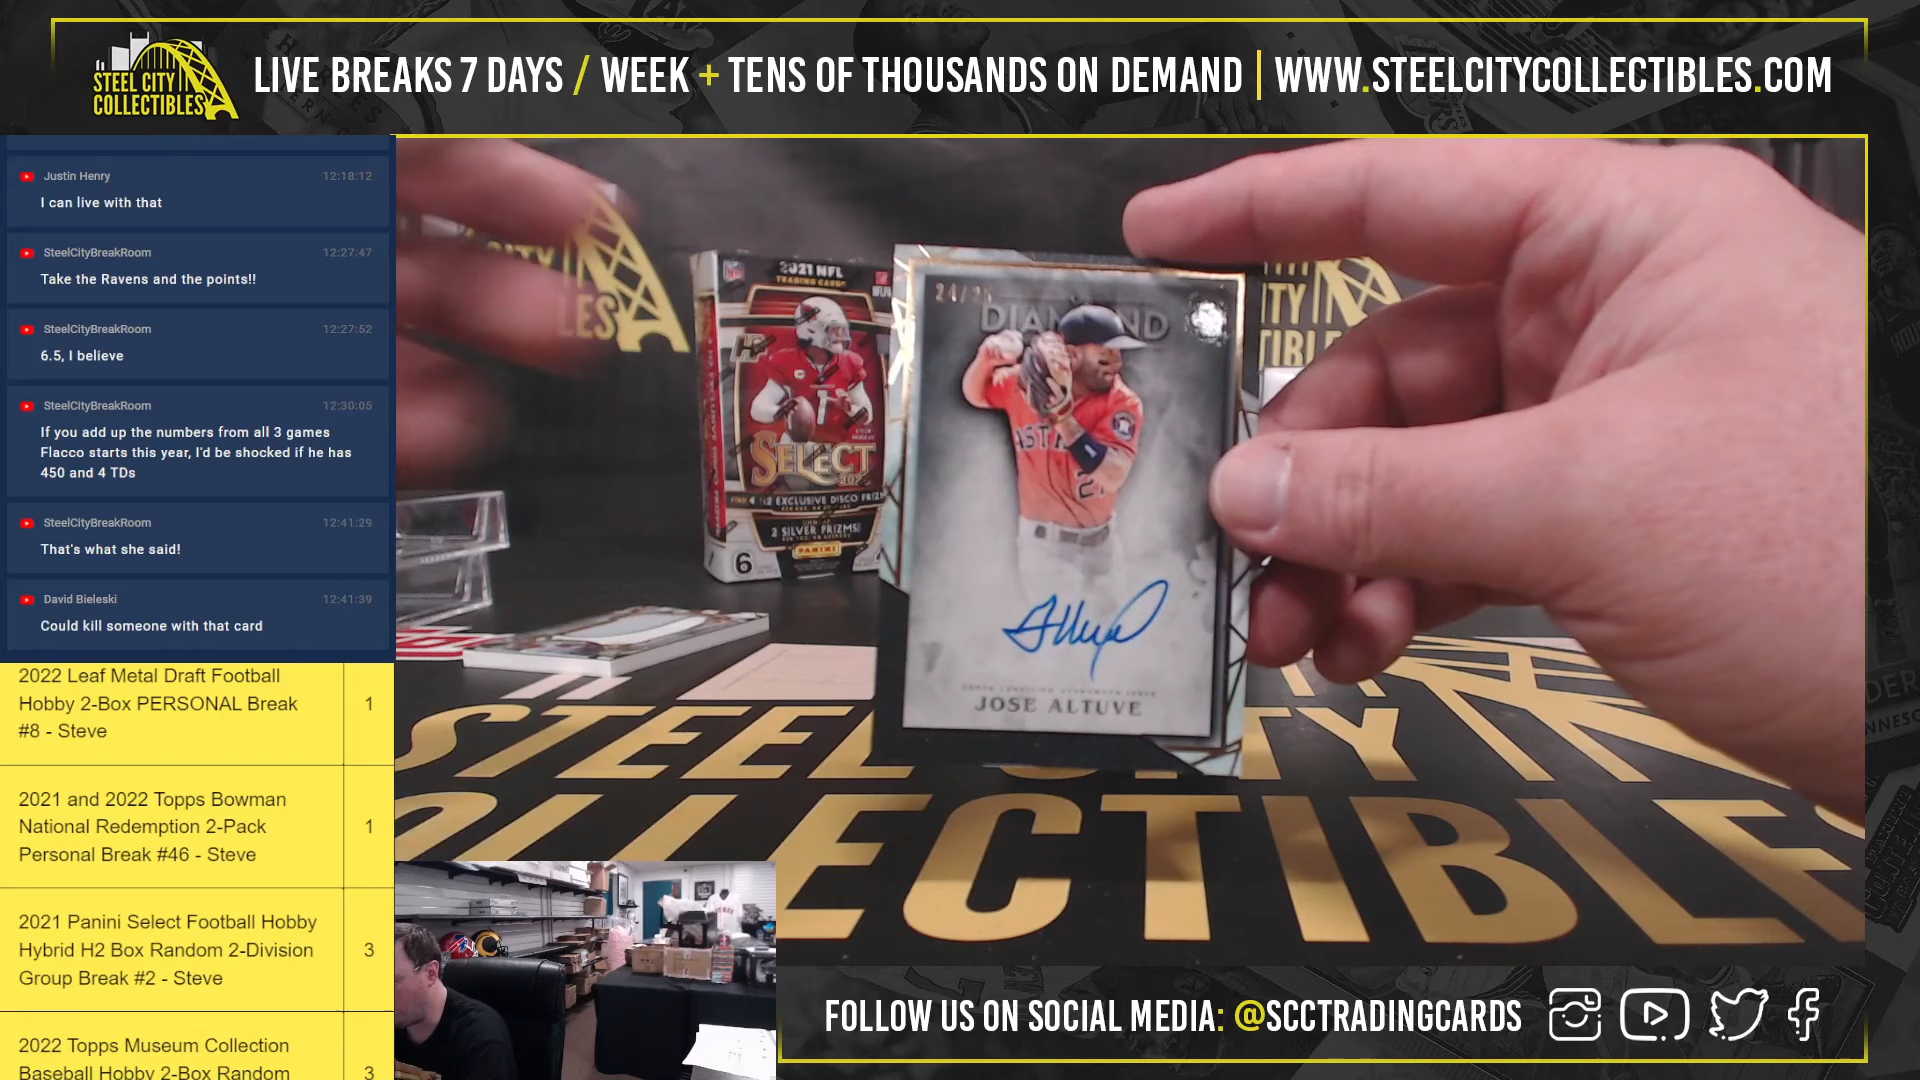 STEEL CITY
COLLECTIBLES
LIVE BREAKS 7 DAYS / WEEK + TENS OF THOUSANDS ON DEMAND | WWW.STEELCITYCOLLECTIBLES.COM
Justin Henry 12:18:12
I can live with that
SteelCityBreakRoom 12:27:47
Take the Ravens and the points!!
SteelCityBreakRoom 12:27:52
6.5, I believe
SteelCityBreakRoom 12:30:05
If you add up the numbers from all 3 games
Flacco starts this year, I'd be shocked if he has
450 and 4 TDs
SteelCityBreakRoom 12:41:29
That's what she said!
David Bieleski 12:41:39
Could kill someone with that card
2022 Leaf Metal Draft Football
Hobby 2-Box PERSONAL Break
#8 - Steve
1
2021 and 2022 Topps Bowman
National Redemption 2-Pack
Personal Break #46 - Steve
1
2021 Panini Select Football Hobby
Hybrid H2 Box Random 2-Division
Group Break #2 - Steve
3
2022 Topps Museum Collection
Baseball Hobby 2-Box Random
3
2021 NFL
TRADING CARDS
H2
SELECT
2 SILVER PRIZMS!
PANINI
6
24/25
DIAMOND
JOSE ALTUVE
STEEL CITY
COLLECTIBLE
FOLLOW US ON SOCIAL MEDIA: @SCCTRADINGCARDS